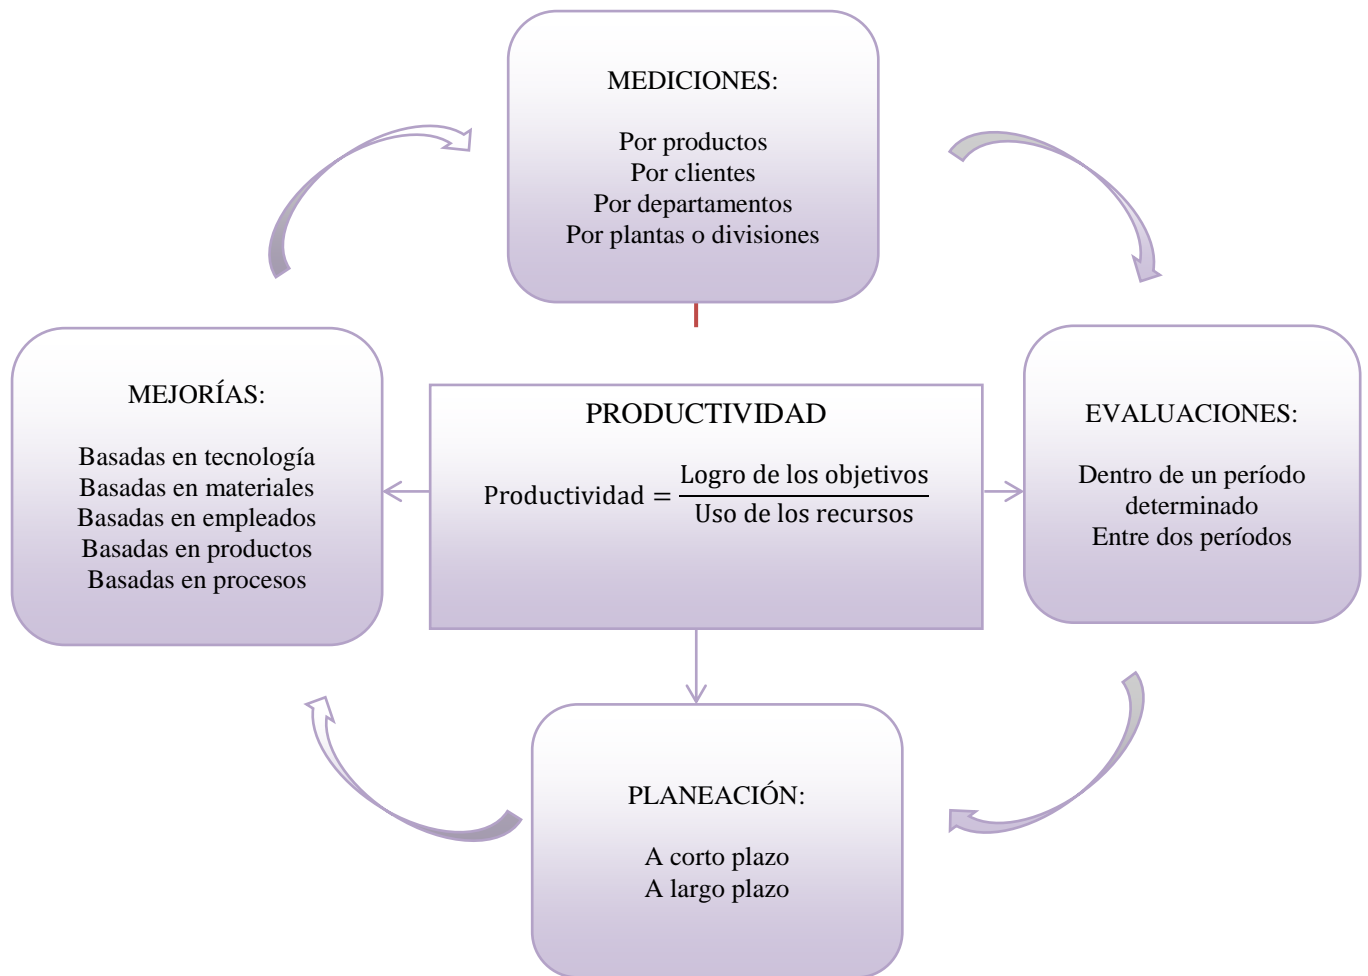 MEDICIONES:
Por productos
Por clientes
Por departamentos
Por plantas o divisiones
MEJORÍAS:
Basadas en tecnología
Basadas en materiales
Basadas en empleados
Basadas en productos
Basadas en procesos
PRODUCTIVIDAD
Productividad = Logro de los objetivos / Uso de los recursos
EVALUACIONES:
Dentro de un período
determinado
Entre dos períodos
PLANEACIÓN:
A corto plazo
A largo plazo